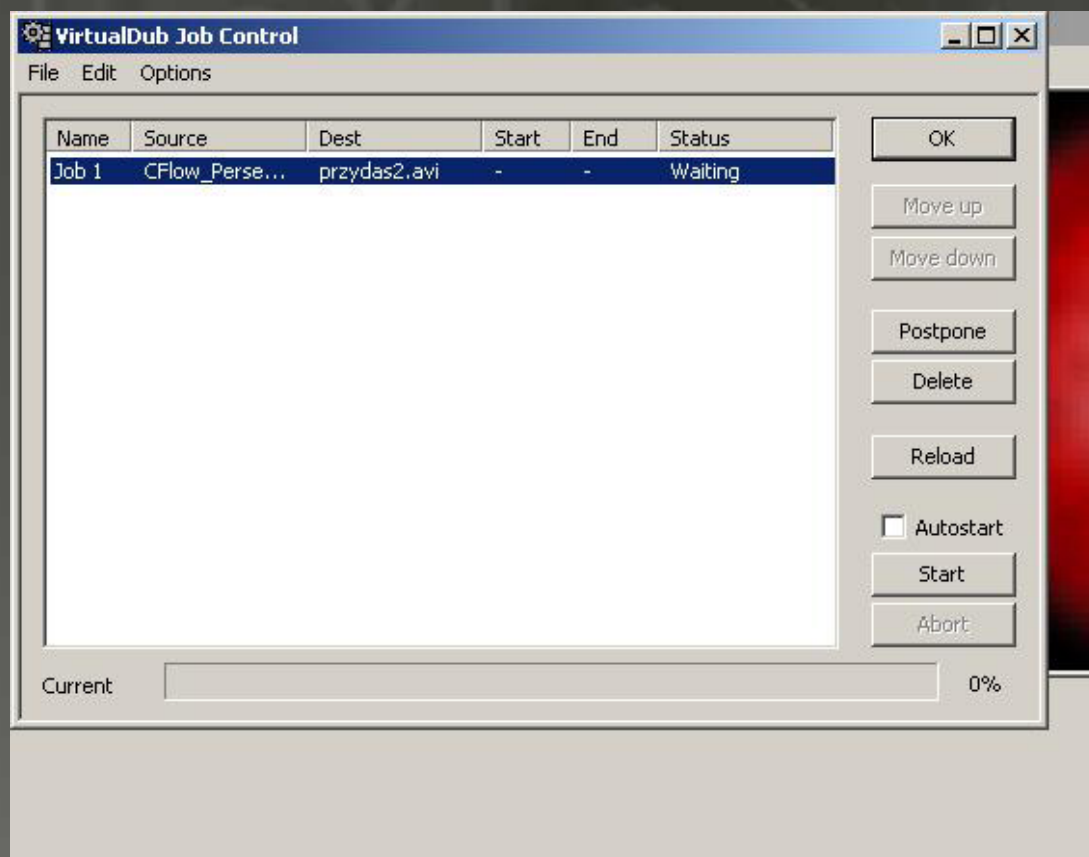 VirtualDub Job Control
File Edit Options
Name Source Dest Start End Status
Job 1 CFlow_Perse... przydas2.avi - - Waiting
OK
Move up
Move down
Postpone
Delete
Reload
Autostart
Start
Abort
Current 0%